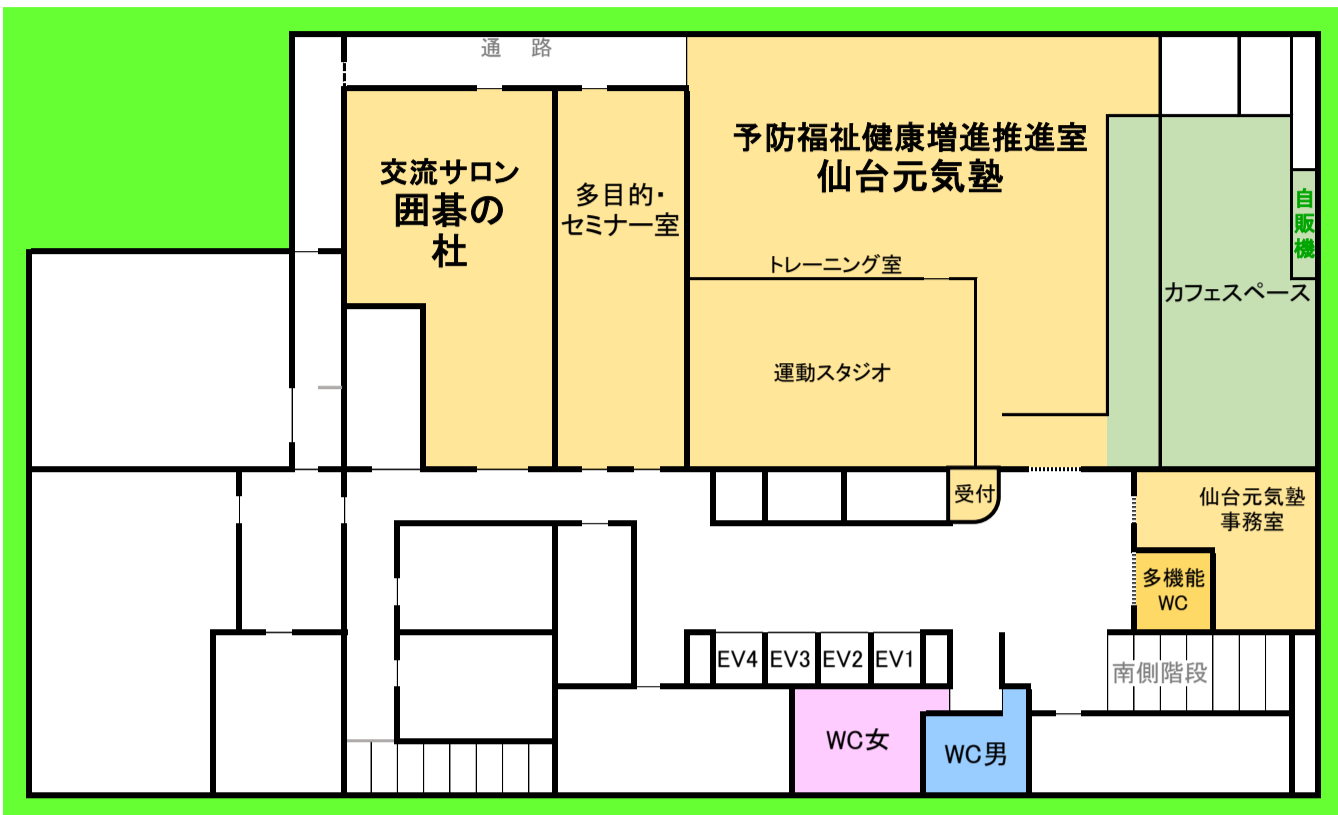 通 路
予防福祉健康増進推進室
仙台元気塾
交流サロン
囲碁の
杜
多目的・
セミナー室
自
販
機
トレーニング室
カフェスペース
運動スタジオ
受付
仙台元気塾
事務室
多機能
WC
EV4
EV3
EV2
EV1
南側階段
WC女
WC男